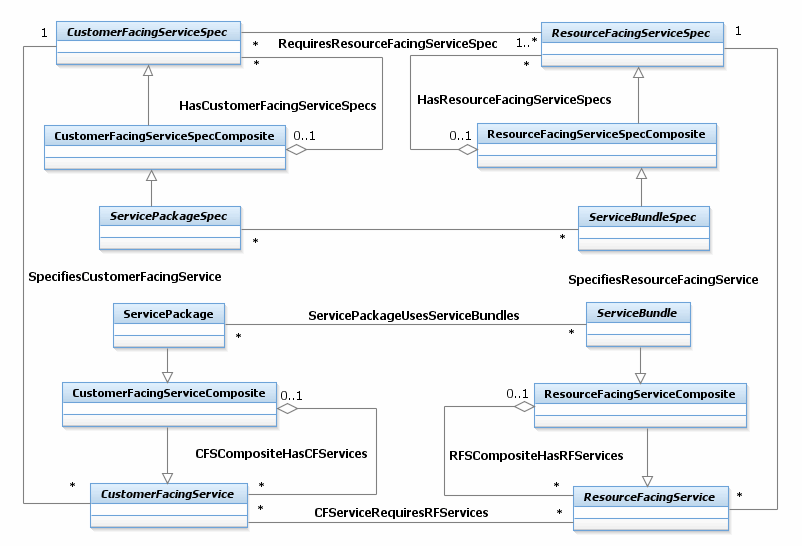 1
CustomerFacingServiceSpec
*
RequiresResourceFacingServiceSpec
1..*
ResourceFacingServiceSpec
1
*
*
HasCustomerFacingServiceSpecs
HasResourceFacingServiceSpecs
CustomerFacingServiceSpecComposite
0..1
0..1
ResourceFacingServiceSpecComposite
ServicePackageSpec
*
*
ServiceBundleSpec
SpecifiesCustomerFacingService
SpecifiesResourceFacingService
ServicePackage
*
ServicePackageUsesServiceBundles
*
ServiceBundle
CustomerFacingServiceComposite
0..1
0..1
ResourceFacingServiceComposite
CFSCompositeHasCFServices
RFSCompositeHasRFServices
*
CustomerFacingService
*
*
ResourceFacingService
*
*
CFServiceRequiresRFServices
*